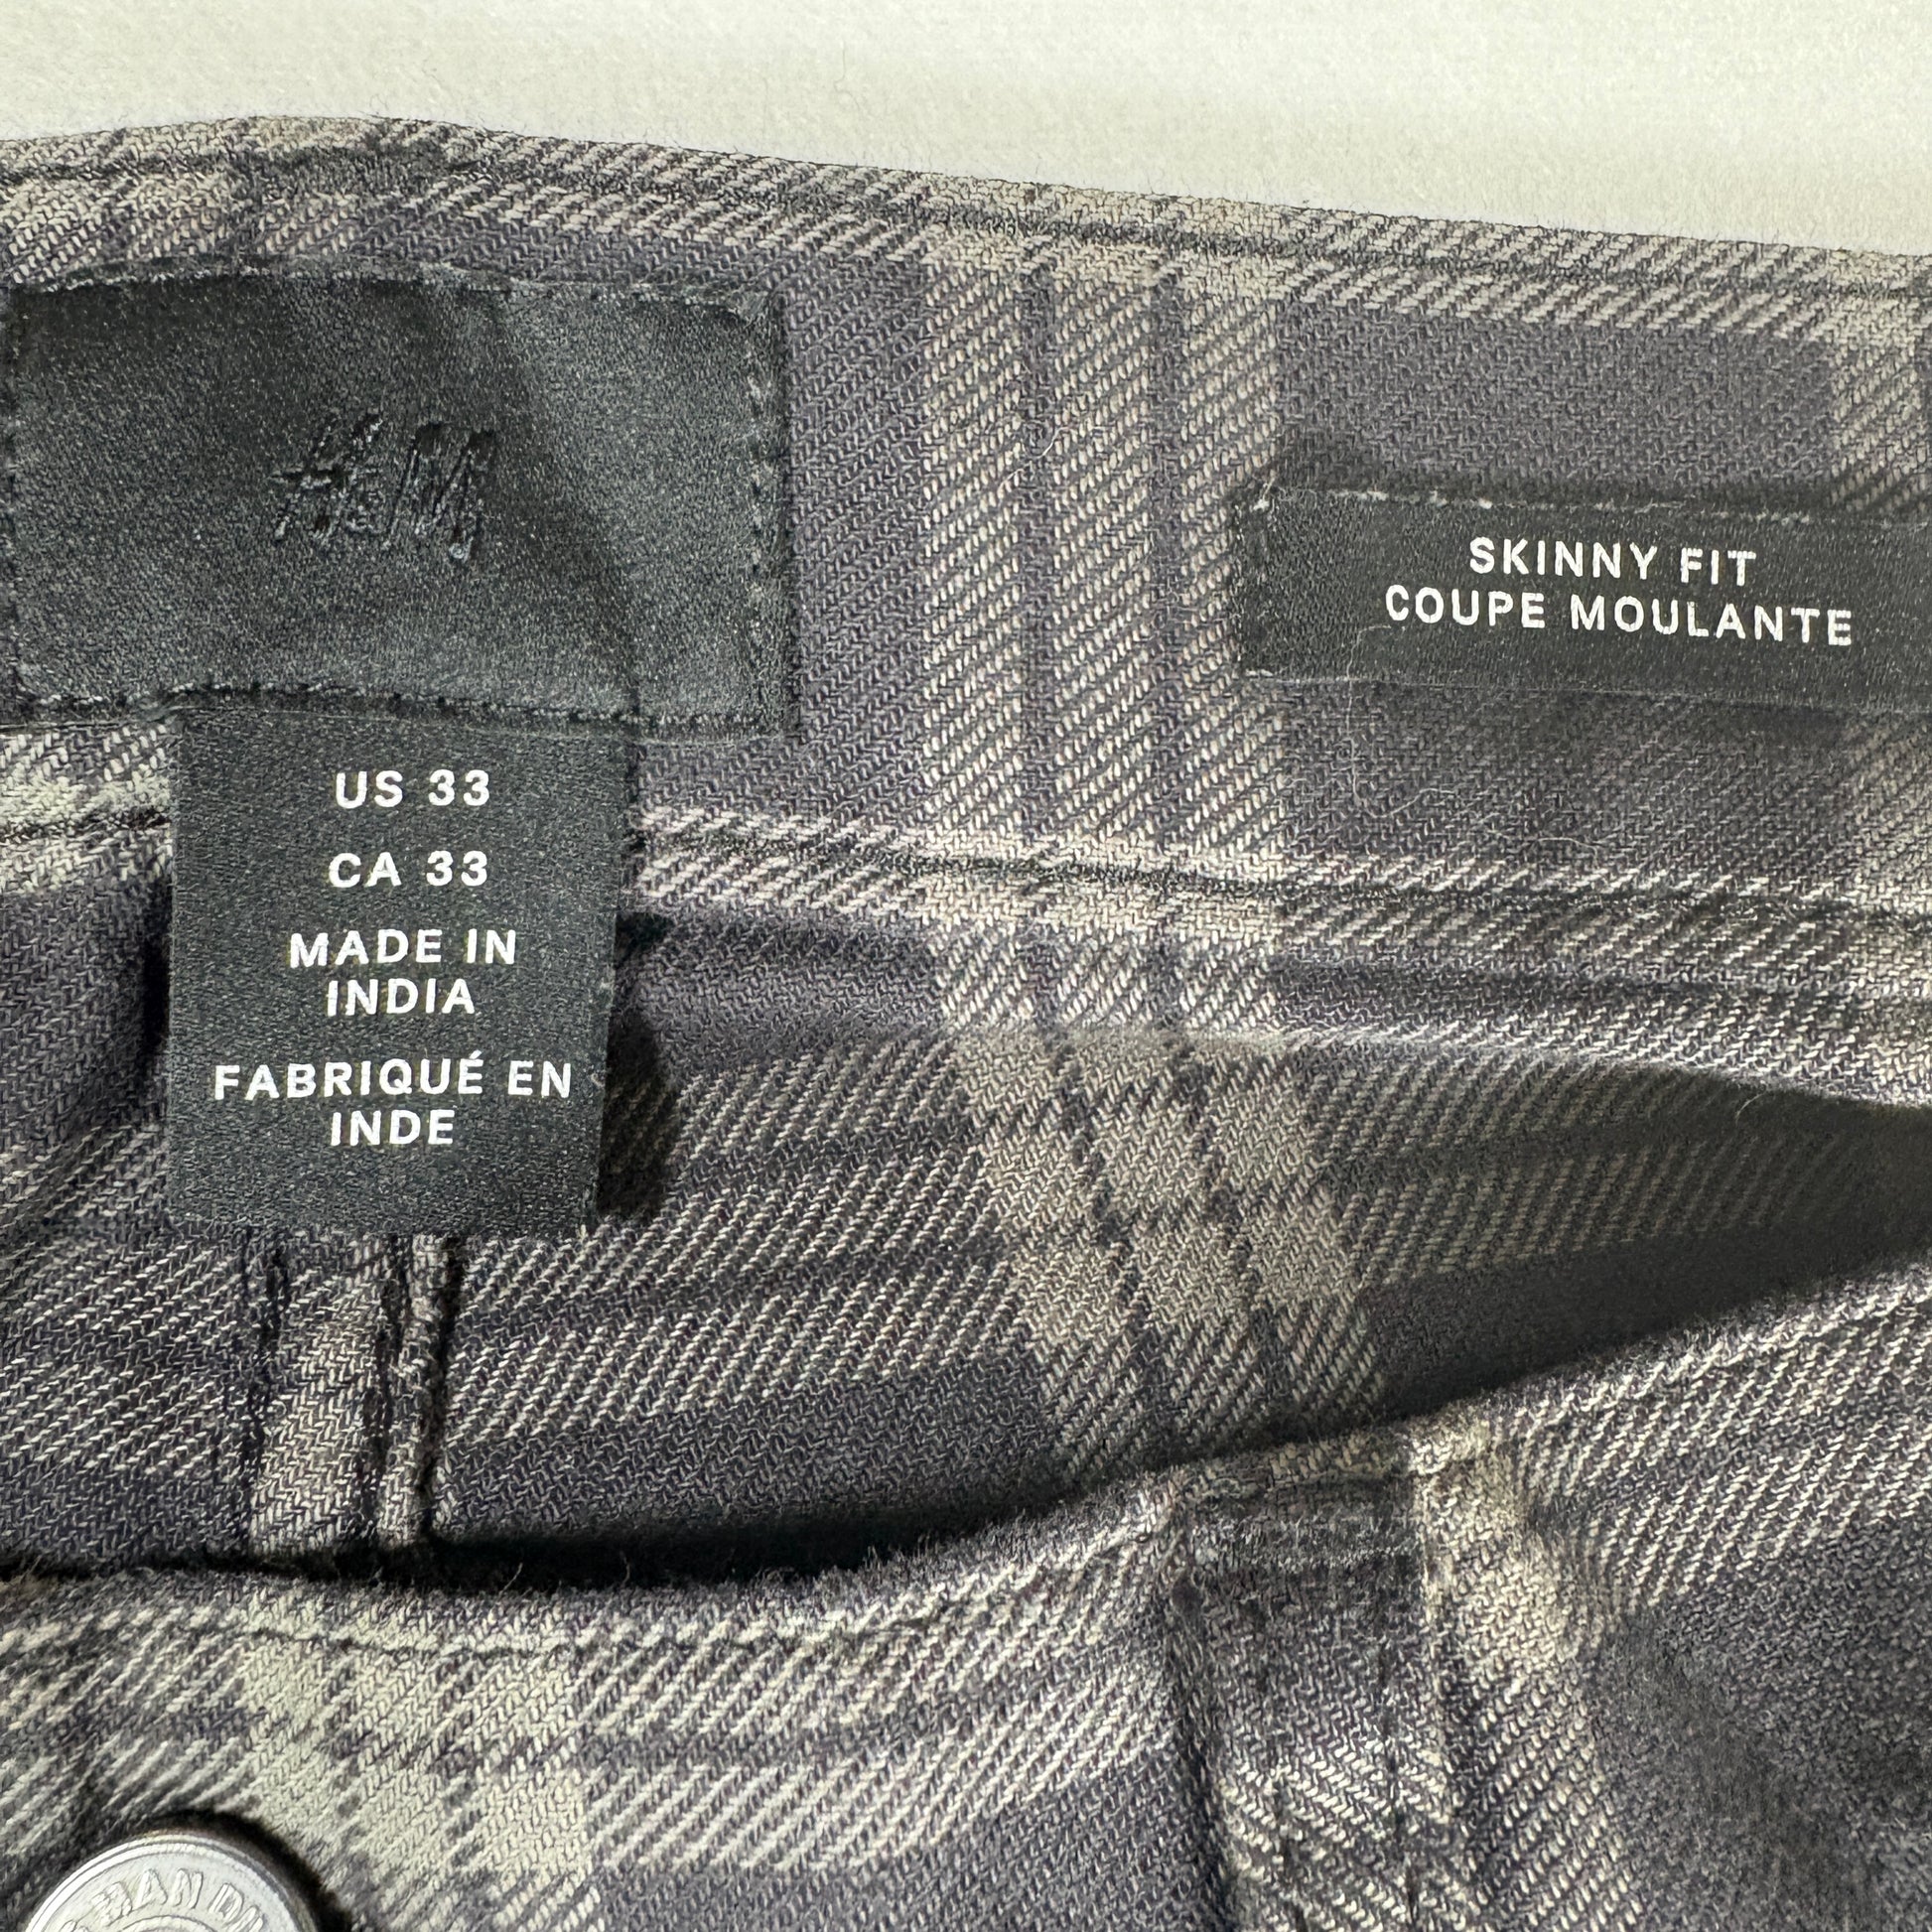 H&M
SKINNY FIT
COUPE MOULANTE
US 33
CA 33
MADE IN
INDIA
FABRIQUÉ EN
INDE